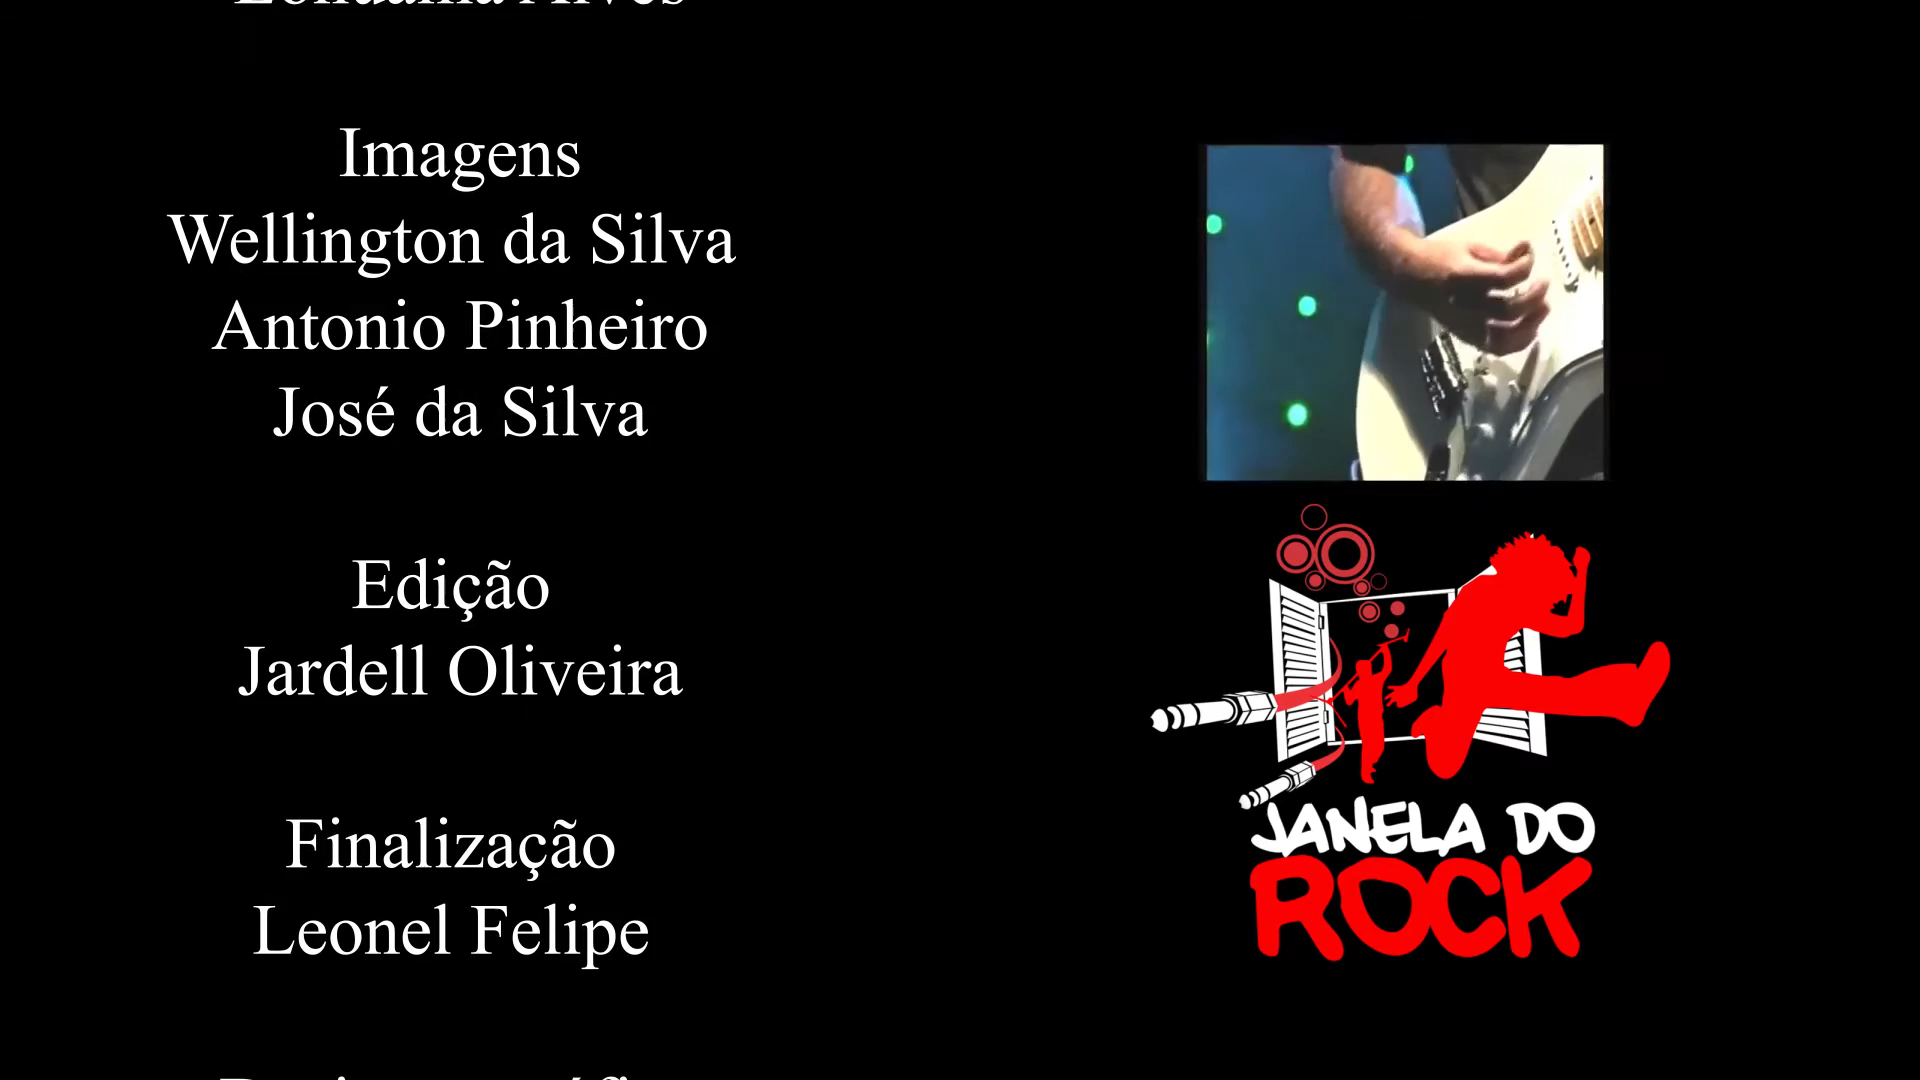 Imagens
Wellington da Silva
Antonio Pinheiro
José da Silva
Edição
Jardell Oliveira
Finalização
Leonel Felipe
JANELA DO
ROCK